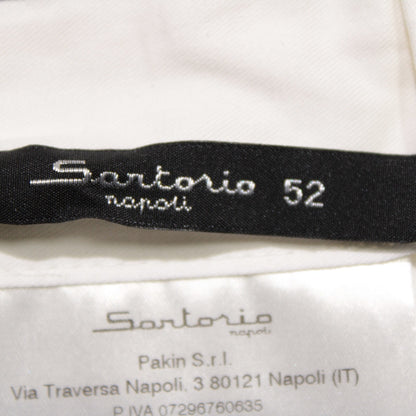 Sartorio 52
napoli
Sartorio
napoli
Pakin S.r.l.
Via Traversa Napoli, 3 80121 Napoli (IT)
P.IVA 07296760635